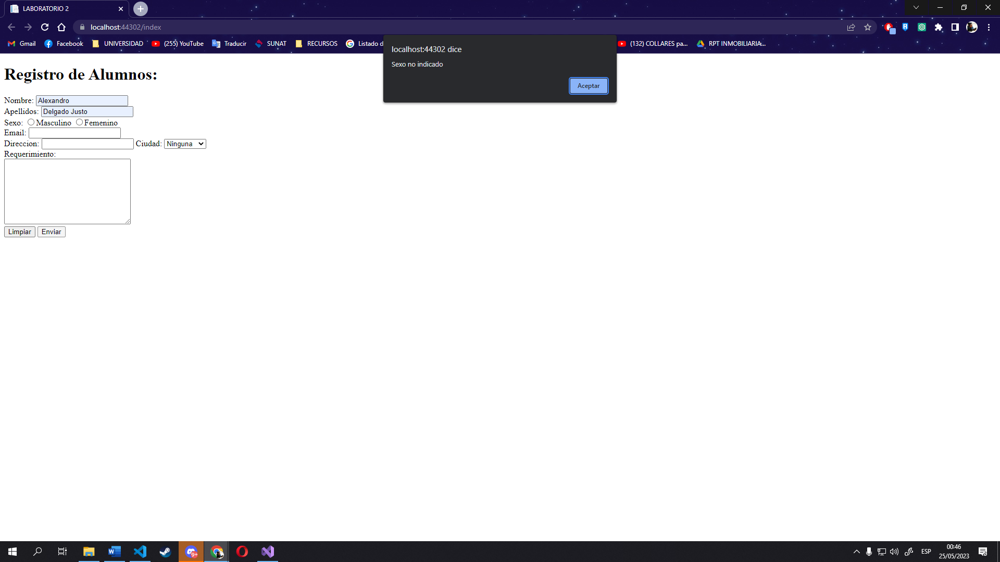 LABORATORIO 2
localhost:44302/index
Gmail Facebook UNIVERSIDAD (255) YouTube Traducir SUNAT RECURSOS Listado d (132) COLLARES pa... RPT INMOBILIARIA...
localhost:44302 dice
Sexo no indicado
Aceptar
Registro de Alumnos:
Nombre: Alexandro
Apellidos: Delgado Justo
Sexo: Masculino Femenino
Email:
Direccion: Ciudad: Ninguna
Requerimiento:
Limpiar Enviar
9+ ESP 00:46
25/05/2023